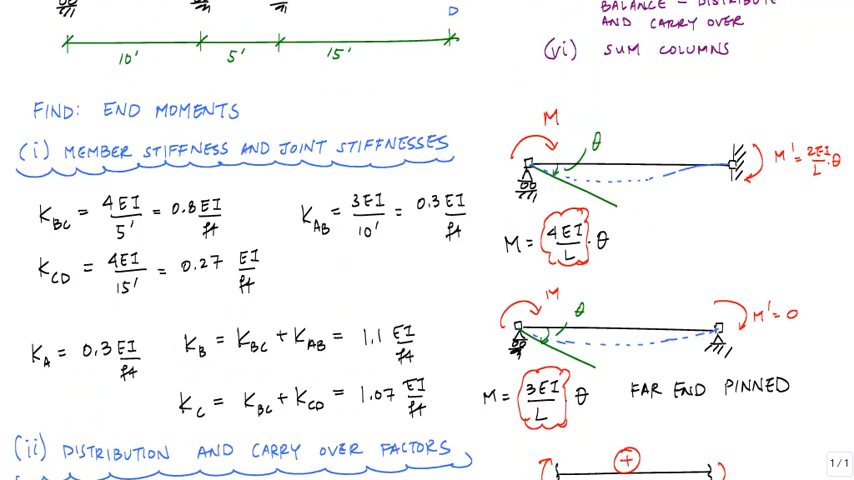 BALANCE - DISTRIBUTE
AND CARRY OVER
(vi) SUM COLUMNS
D
10' 5' 15'
FIND: END MOMENTS
(i) MEMBER STIFFNESS AND JOINT STIFFNESSES
K_BC = 4EI/5' = 0.8 EI/ft
K_AB = 3EI/10' = 0.3 EI/ft
K_CD = 4EI/15' = 0.27 EI/ft
K_A = 0.3 EI/ft
K_B = K_BC + K_AB = 1.1 EI/ft
K_C = K_BC + K_CD = 1.07 EI/ft
(ii) DISTRIBUTION AND CARRY OVER FACTORS
M
θ
M' = 2EI/L · θ
M = 4EI/L · θ
M
θ
M' = 0
M = 3EI/L · θ
FAR END PINNED
+
1/1